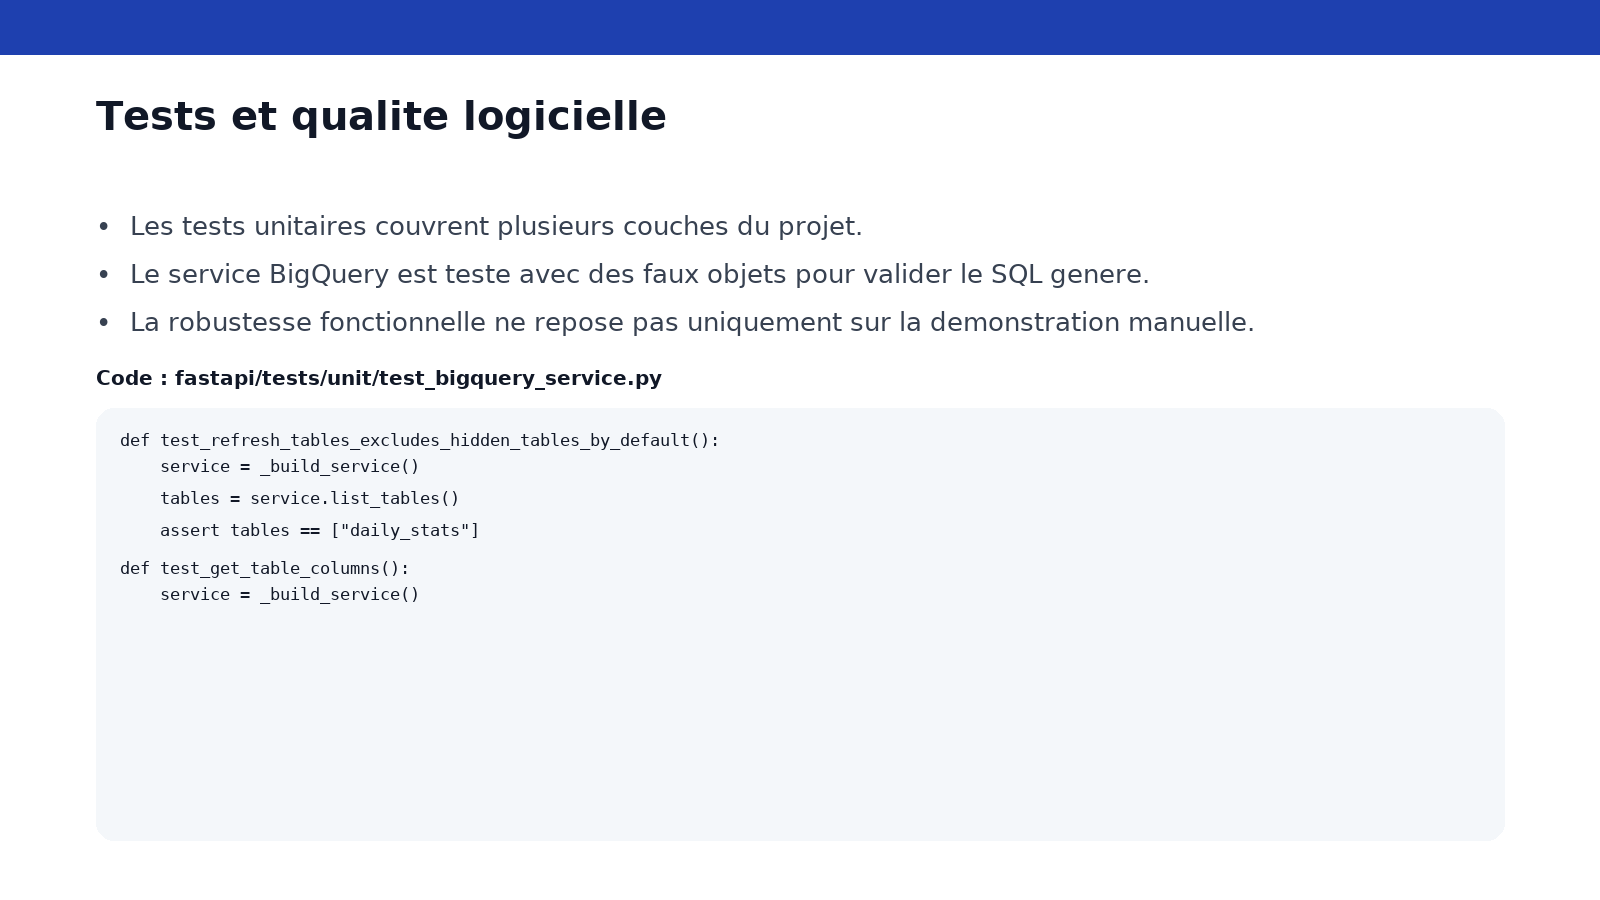 Tests et qualite logicielle
• Les tests unitaires couvrent plusieurs couches du projet.
• Le service BigQuery est teste avec des faux objets pour valider le SQL genere.
• La robustesse fonctionnelle ne repose pas uniquement sur la demonstration manuelle.
Code : fastapi/tests/unit/test_bigquery_service.py
def test_refresh_tables_excludes_hidden_tables_by_default():
    service = _build_service()
    tables = service.list_tables()
    assert tables == ["daily_stats"]
def test_get_table_columns():
    service = _build_service()